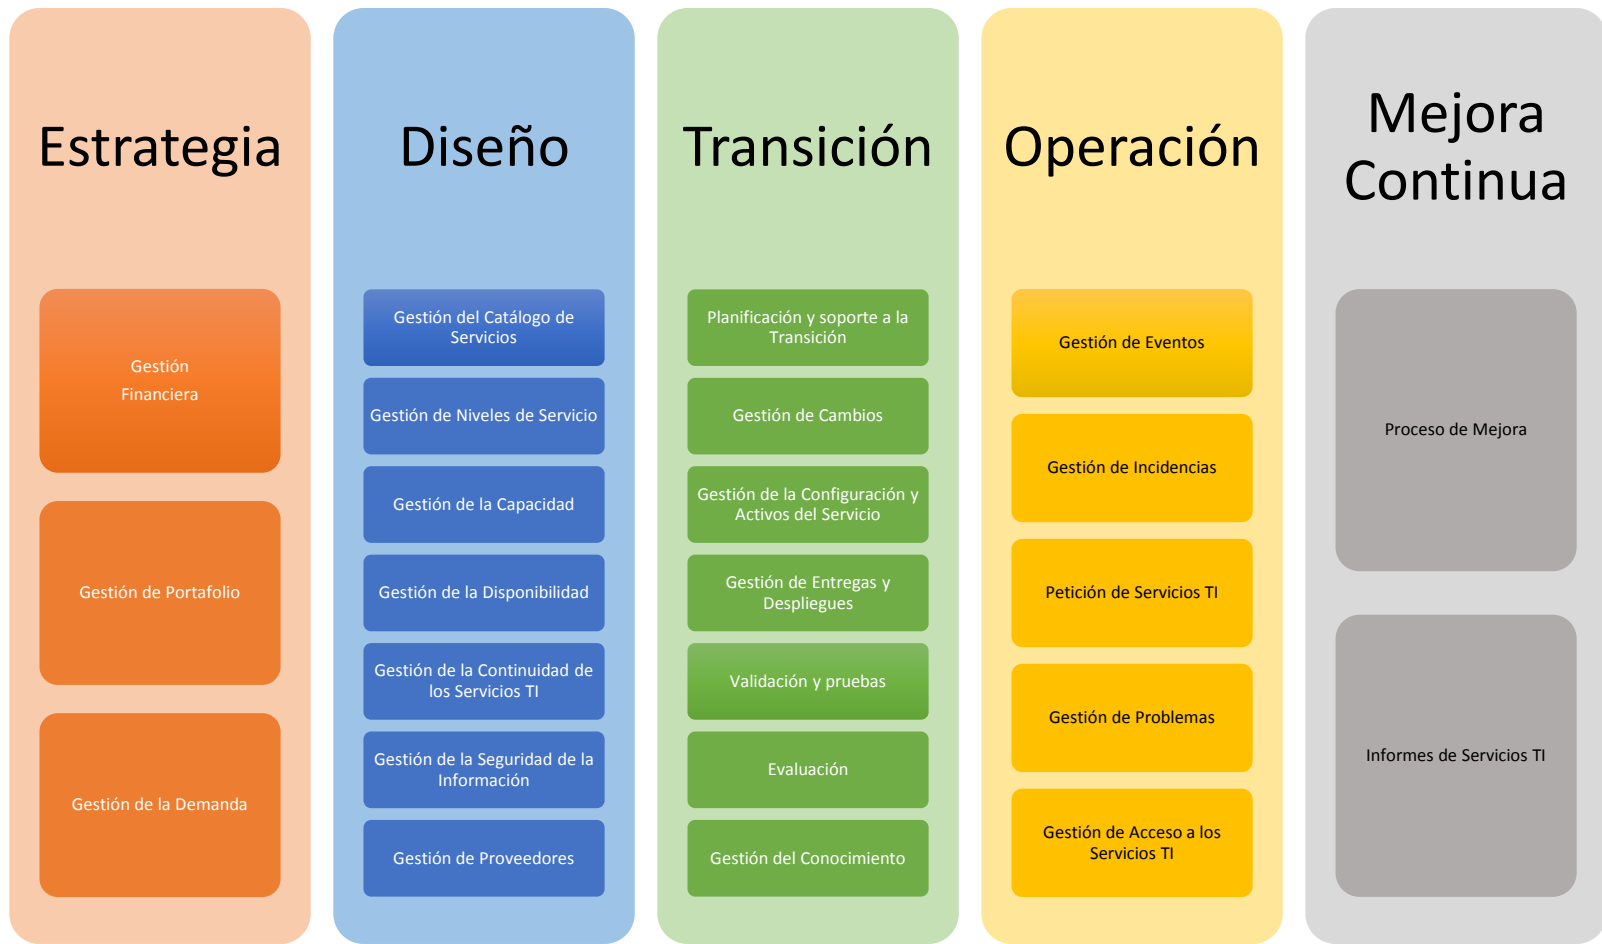 Estrategia
Gestión
Financiera
Gestión de Portafolio
Gestión de la Demanda
Diseño
Gestión del Catálogo de
Servicios
Gestión de Niveles de Servicio
Gestión de la Capacidad
Gestión de la Disponibilidad
Gestión de la Continuidad de
los Servicios TI
Gestión de la Seguridad de la
Información
Gestión de Proveedores
Transición
Planificación y soporte a la
Transición
Gestión de Cambios
Gestión de la Configuración y
Activos del Servicio
Gestión de Entregas y
Despliegues
Validación y pruebas
Evaluación
Gestión del Conocimiento
Operación
Gestión de Eventos
Gestión de Incidencias
Petición de Servicios TI
Gestión de Problemas
Gestión de Acceso a los
Servicios TI
Mejora
Continua
Proceso de Mejora
Informes de Servicios TI